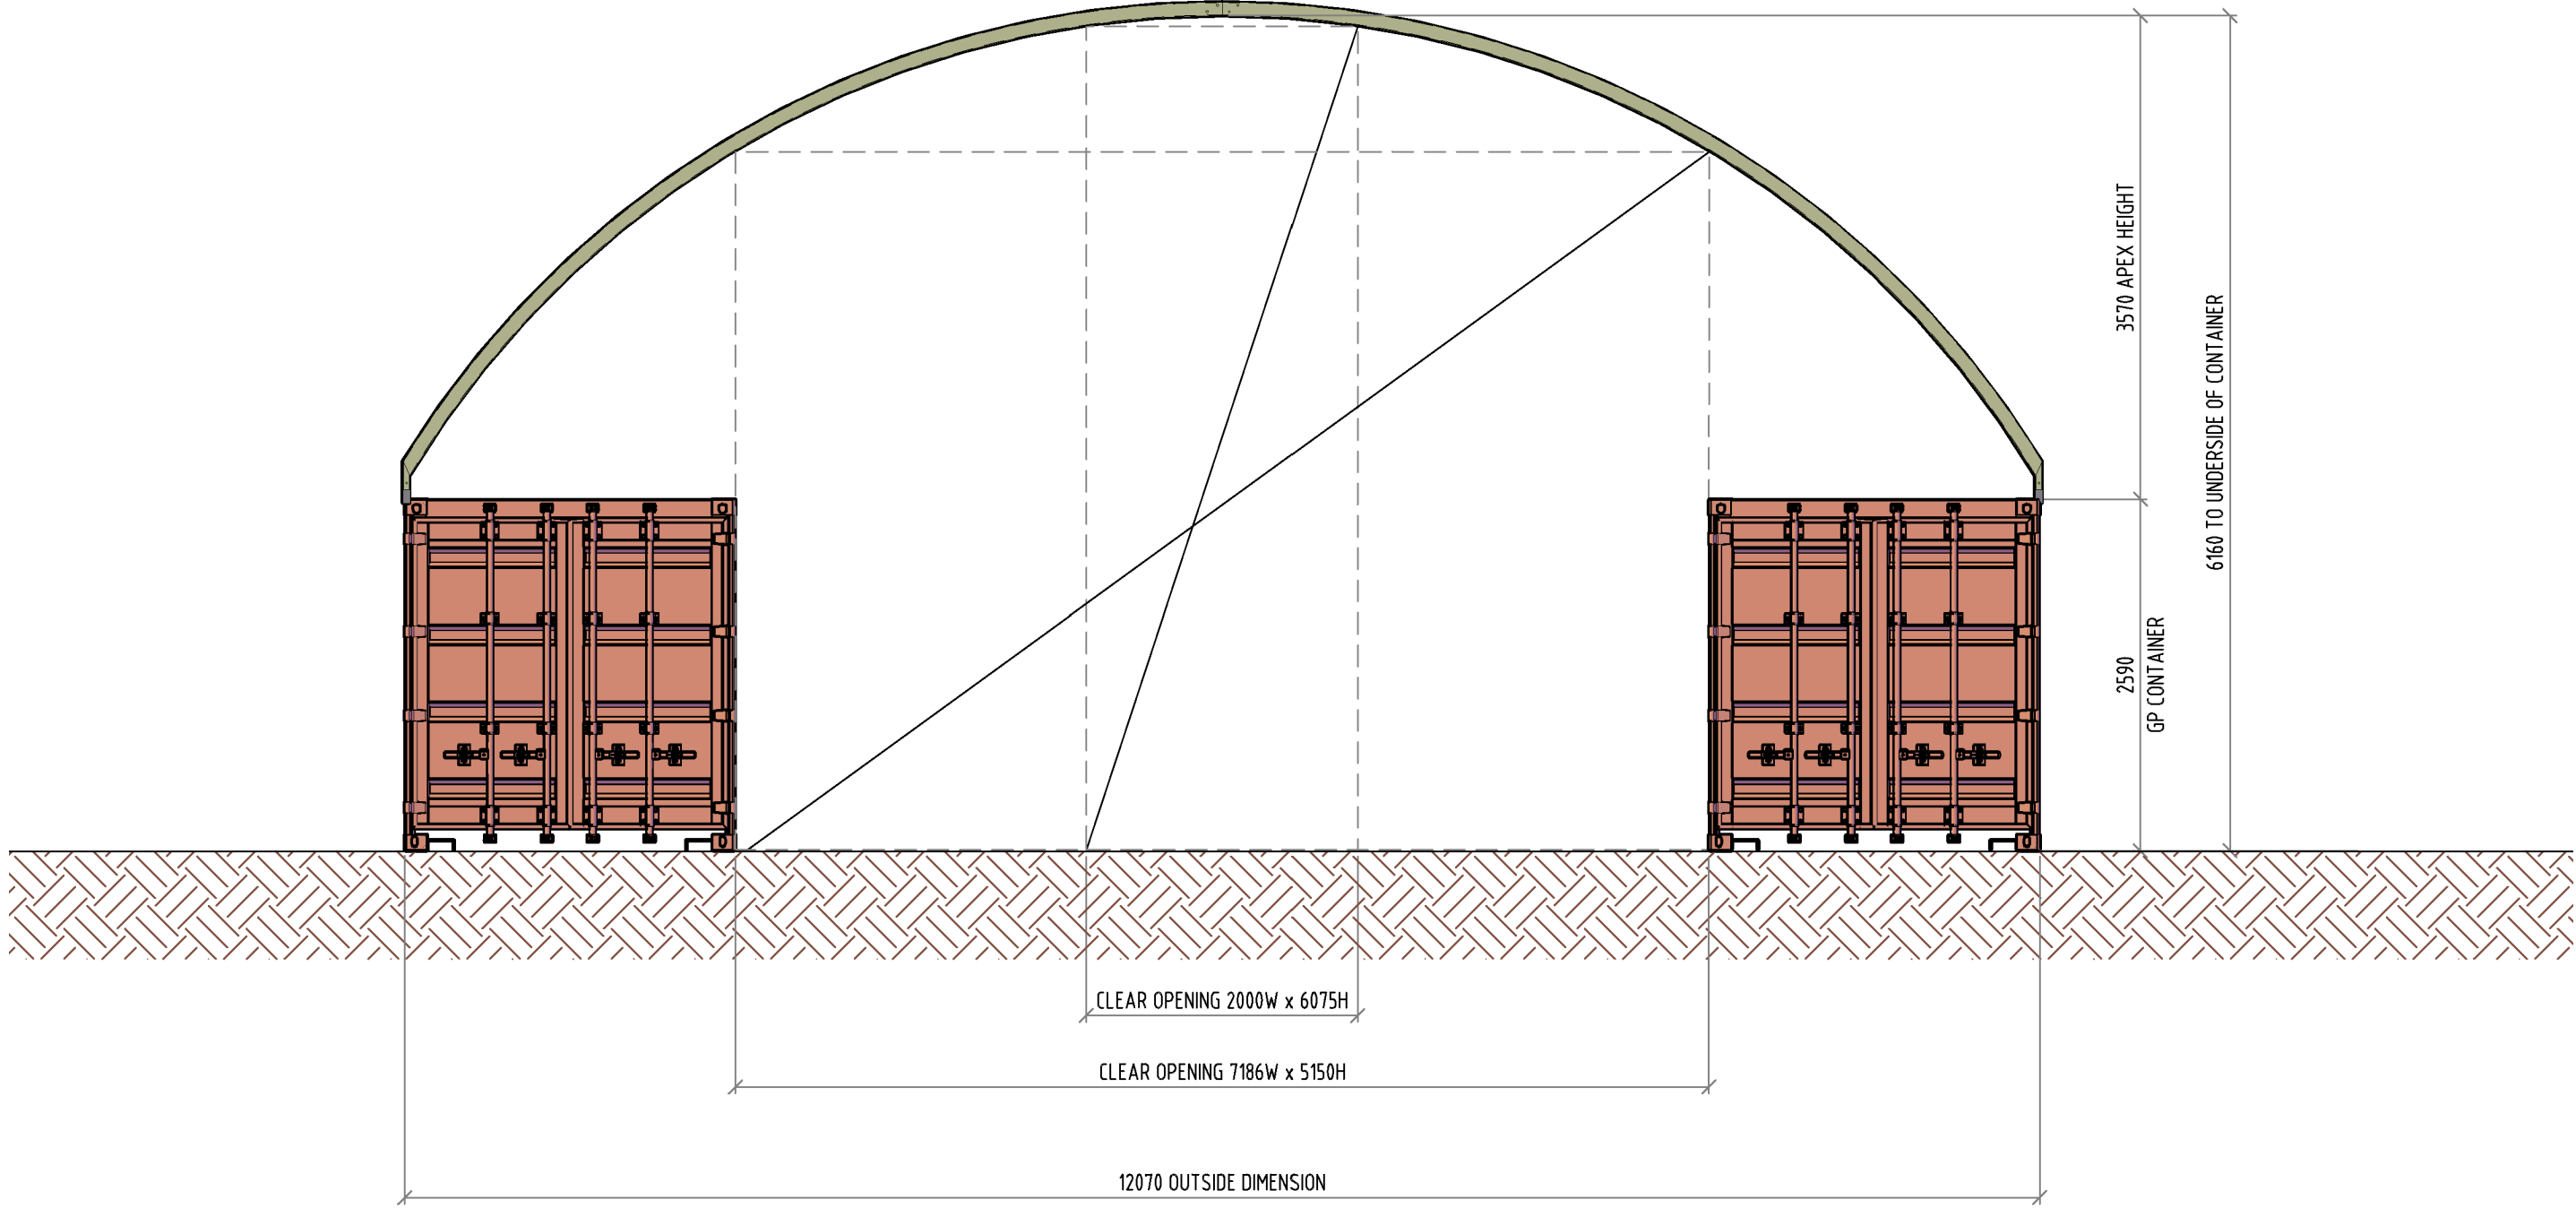 3570 APEX HEIGHT
6160 TO UNDERSIDE OF CONTAINER
2590
GP CONTAINER
CLEAR OPENING 2000W x 6075H
CLEAR OPENING 7186W x 5150H
12070 OUTSIDE DIMENSION